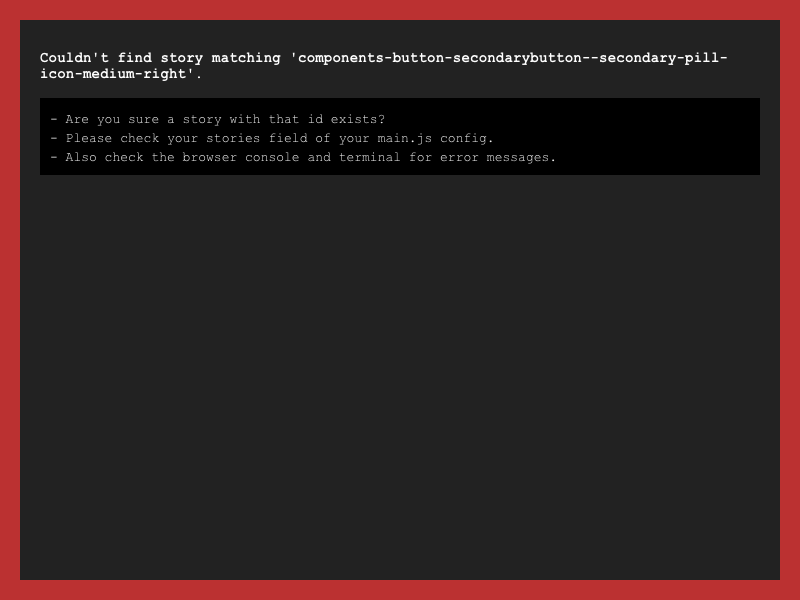 Couldn't find story matching 'components-button-secondarybutton--secondary-pill-
icon-medium-right'.
- Are you sure a story with that id exists?
- Please check your stories field of your main.js config.
- Also check the browser console and terminal for error messages.